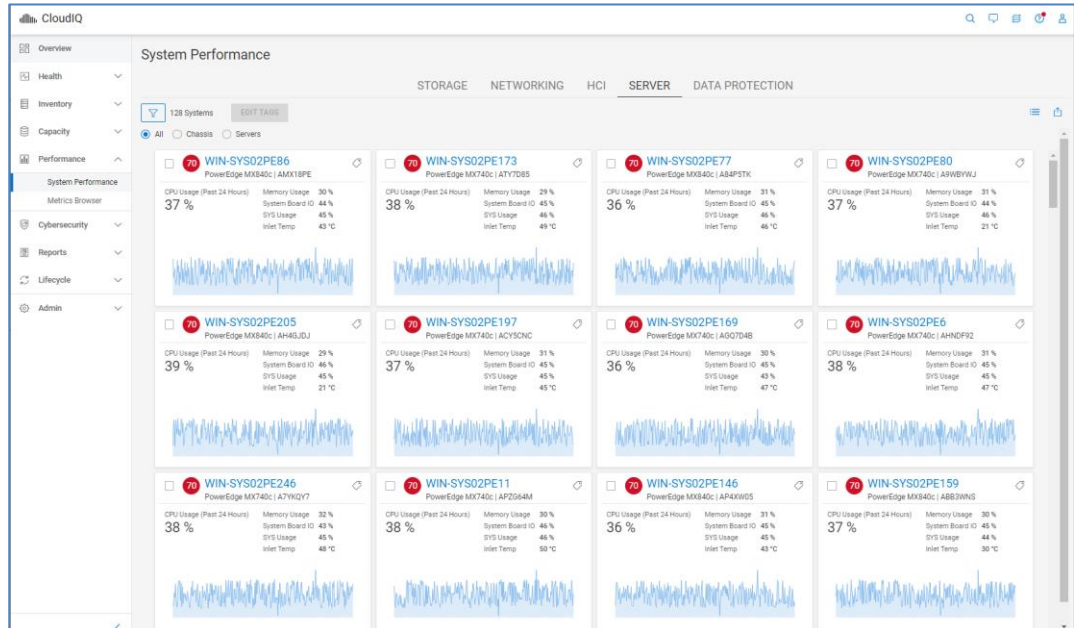 CloudIQ
Overview
Health
Inventory
Capacity
Performance
System Performance
Metrics Browser
Cybersecurity
Reports
Lifecycle
Admin
System Performance
STORAGE NETWORKING HCI SERVER DATA PROTECTION
128 Systems EDIT TAGS
All Chassis Servers
70 WIN-SYS02PE86
PowerEdge MX840c | AMX18PE
CPU Usage (Past 24 Hours) Memory Usage 30 %
37 % System Board IO 44 %
SYS Usage 45 %
Inlet Temp 43 °C
70 WIN-SYS02PE173
PowerEdge MX740c | ATY7D85
CPU Usage (Past 24 Hours) Memory Usage 29 %
38 % System Board IO 45 %
SYS Usage 46 %
Inlet Temp 49 °C
70 WIN-SYS02PE77
PowerEdge MX840c | A84P5TK
CPU Usage (Past 24 Hours) Memory Usage 31 %
36 % System Board IO 45 %
SYS Usage 46 %
Inlet Temp 46 °C
70 WIN-SYS02PE80
PowerEdge MX740c | A9WBYWJ
CPU Usage (Past 24 Hours) Memory Usage 31 %
37 % System Board IO 44 %
SYS Usage 46 %
Inlet Temp 21 °C
70 WIN-SYS02PE205
PowerEdge MX840c | AH4GJDJ
CPU Usage (Past 24 Hours) Memory Usage 29 %
39 % System Board IO 46 %
SYS Usage 45 %
Inlet Temp 21 °C
70 WIN-SYS02PE197
PowerEdge MX740c | ACY5CNC
CPU Usage (Past 24 Hours) Memory Usage 31 %
37 % System Board IO 45 %
SYS Usage 45 %
Inlet Temp 45 °C
70 WIN-SYS02PE169
PowerEdge MX740c | AGQ7D4B
CPU Usage (Past 24 Hours) Memory Usage 30 %
36 % System Board IO 45 %
SYS Usage 43 %
Inlet Temp 47 °C
70 WIN-SYS02PE6
PowerEdge MX740c | AHNDF92
CPU Usage (Past 24 Hours) Memory Usage 31 %
38 % System Board IO 45 %
SYS Usage 45 %
Inlet Temp 47 °C
70 WIN-SYS02PE246
PowerEdge MX740c | A7YKQY7
CPU Usage (Past 24 Hours) Memory Usage 32 %
38 % System Board IO 43 %
SYS Usage 45 %
Inlet Temp 48 °C
70 WIN-SYS02PE11
PowerEdge MX740c | APZG64M
CPU Usage (Past 24 Hours) Memory Usage 30 %
38 % System Board IO 46 %
SYS Usage 46 %
Inlet Temp 50 °C
70 WIN-SYS02PE146
PowerEdge MX840c | AP4XW05
CPU Usage (Past 24 Hours) Memory Usage 31 %
36 % System Board IO 45 %
SYS Usage 45 %
Inlet Temp 43 °C
70 WIN-SYS02PE159
PowerEdge MX840c | ABB3WNS
CPU Usage (Past 24 Hours) Memory Usage 30 %
37 % System Board IO 45 %
SYS Usage 44 %
Inlet Temp 30 °C